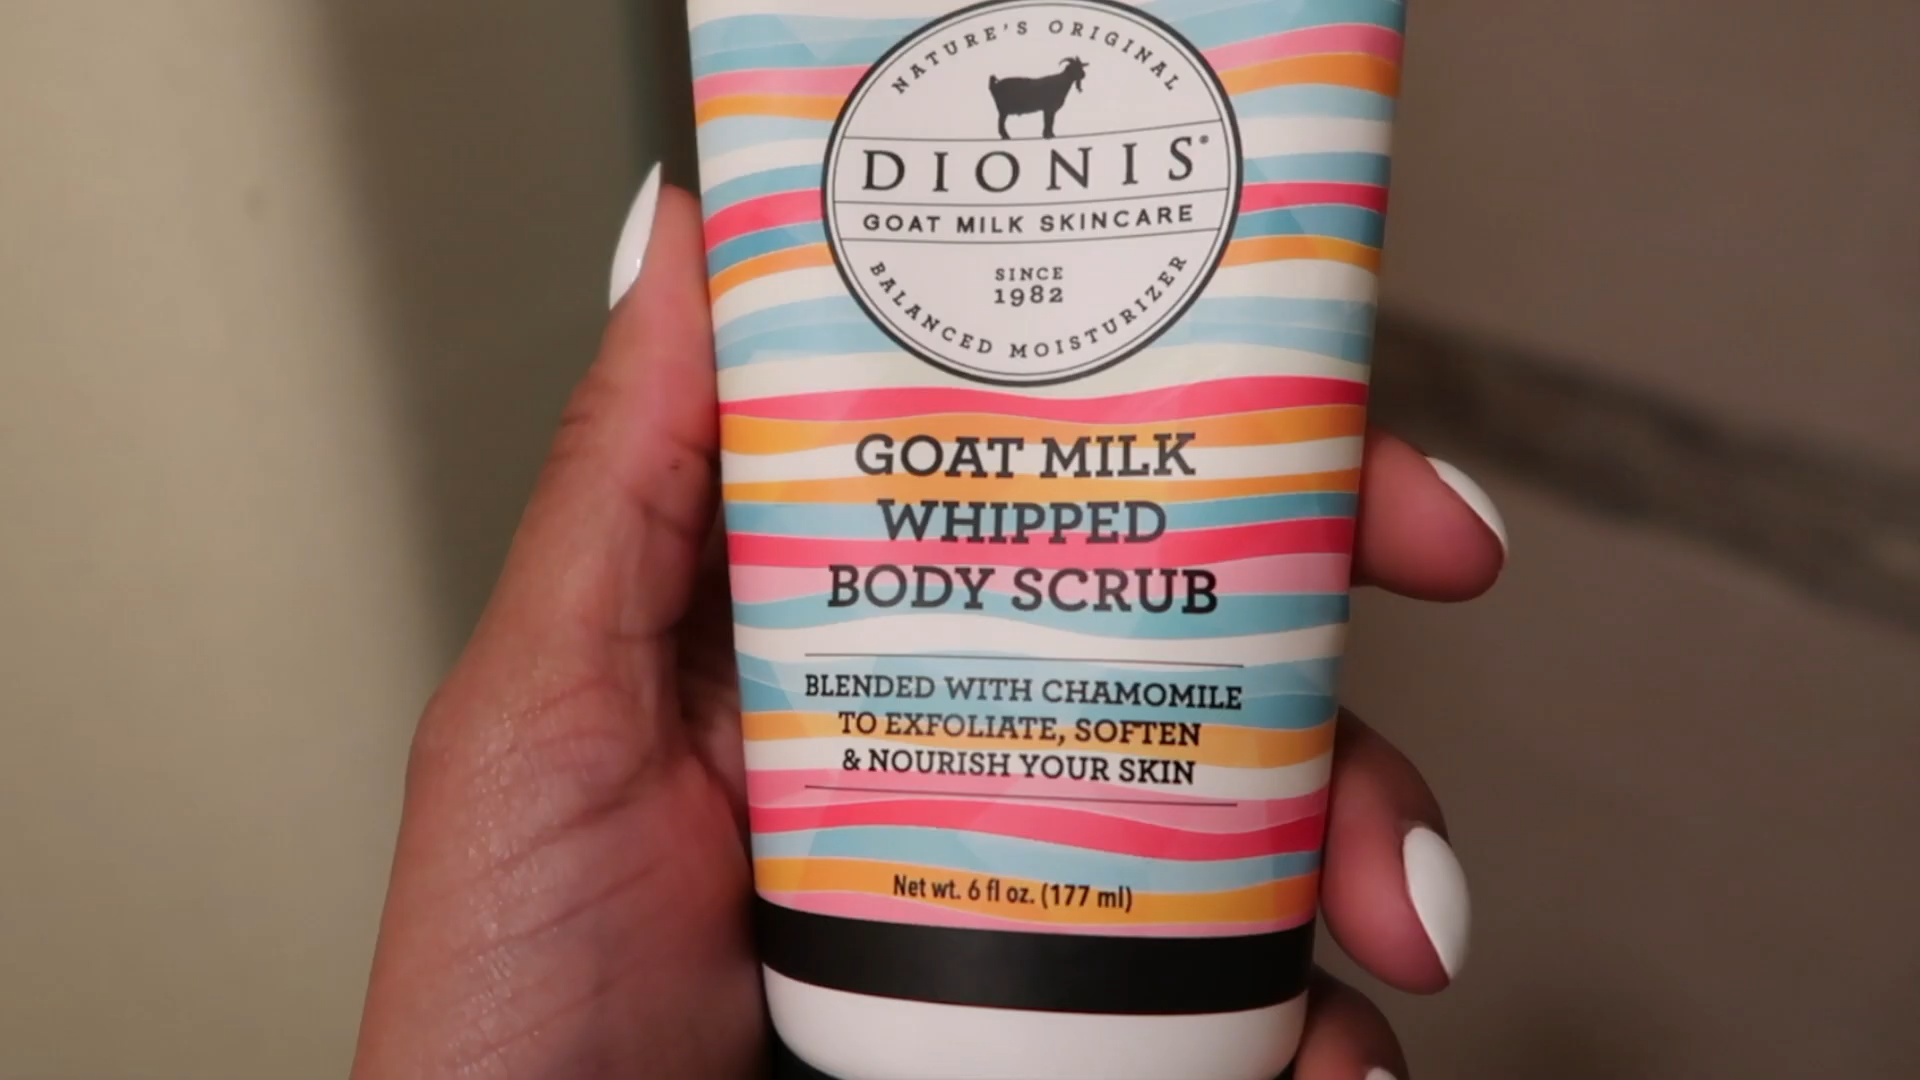 NATURE'S ORIGINAL
DIONIS®
GOAT MILK SKINCARE
SINCE
1982
BALANCED MOISTURIZER
GOAT MILK
WHIPPED
BODY SCRUB
BLENDED WITH CHAMOMILE
TO EXFOLIATE, SOFTEN
& NOURISH YOUR SKIN
Net wt. 6 fl oz. (177 ml)